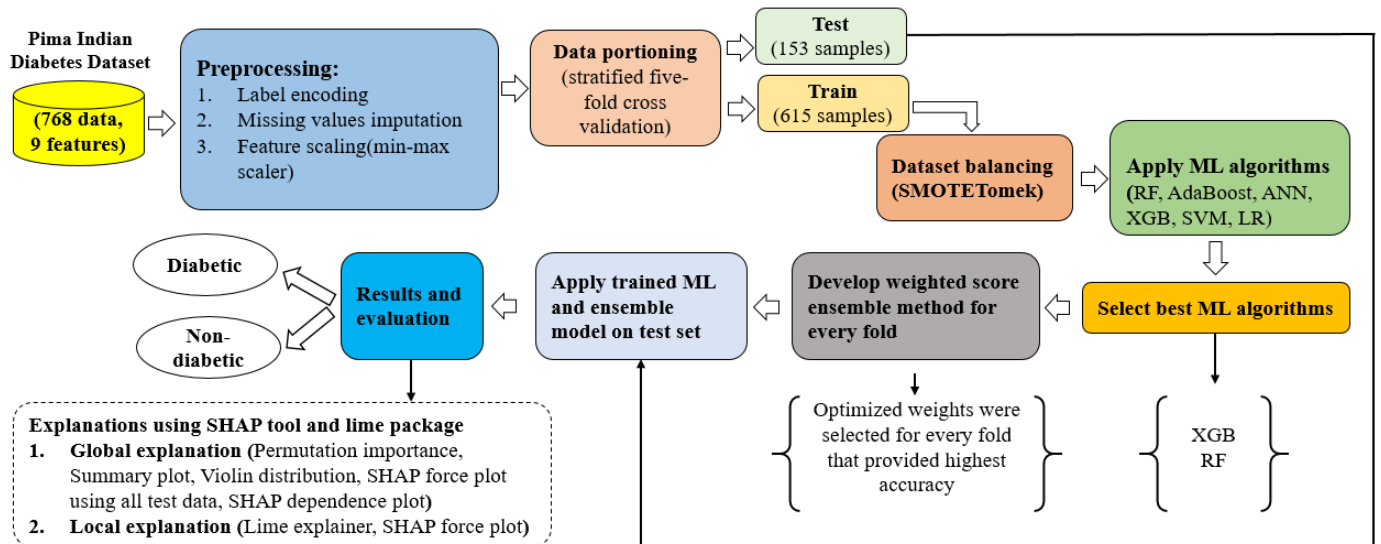 Pima Indian
Diabetes Dataset
(768 data,
9 features)
Preprocessing:
1. Label encoding
2. Missing values imputation
3. Feature scaling(min-max
scaler)
Data portioning
(stratified five-
fold cross
validation)
Test
(153 samples)
Train
(615 samples)
Dataset balancing
(SMOTETomek)
Apply ML algorithms
(RF, AdaBoost, ANN,
XGB, SVM, LR)
Select best ML algorithms
XGB
RF
Develop weighted score
ensemble method for
every fold
Optimized weights were
selected for every fold
that provided highest
accuracy
Apply trained ML
and ensemble
model on test set
Results and
evaluation
Diabetic
Non-
diabetic
Explanations using SHAP tool and lime package
1. Global explanation (Permutation importance,
Summary plot, Violin distribution, SHAP force plot
using all test data, SHAP dependence plot)
2. Local explanation (Lime explainer, SHAP force plot)